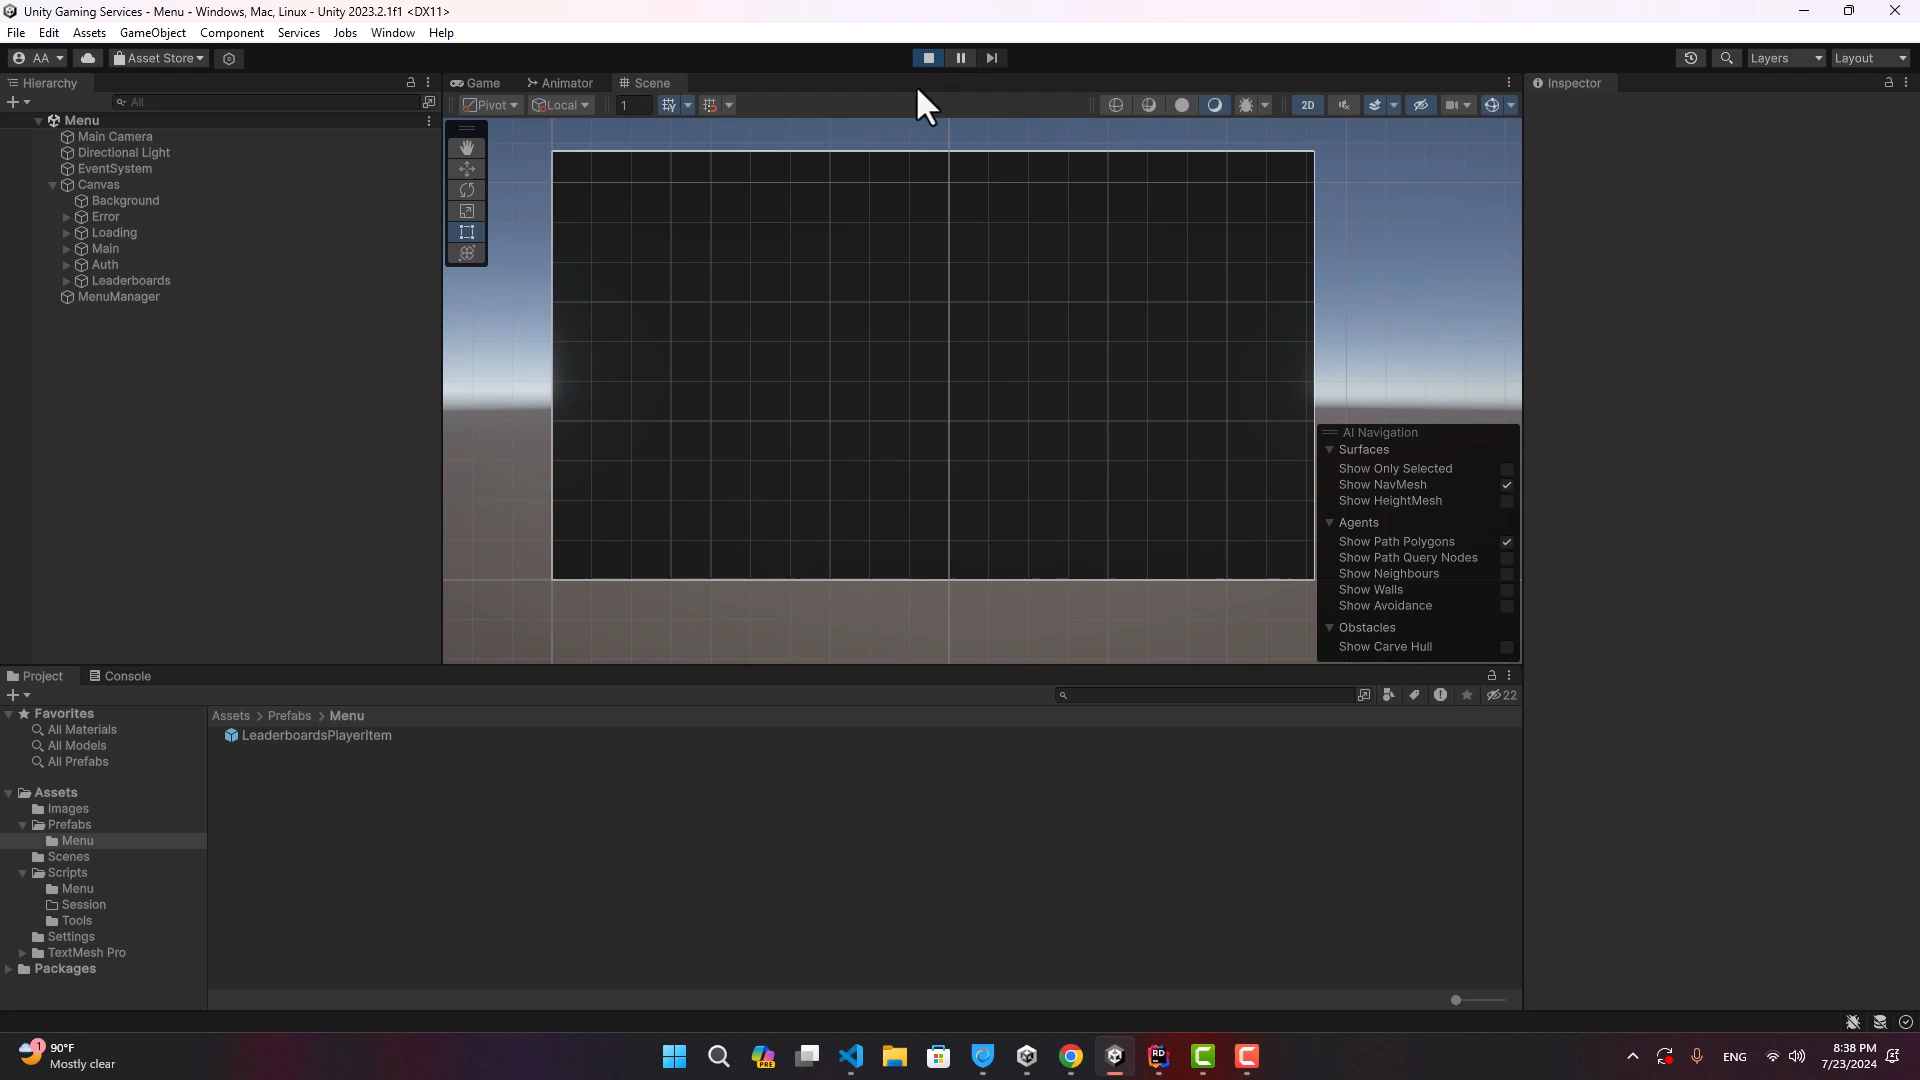 Unity Gaming Services - Menu - Windows, Mac, Linux - Unity 2023.2.1f1 <DX11>
File Edit Assets GameObject Component Services Jobs Window Help
AA Asset Store Layers Layout
Hierarchy Game Animator Scene Inspector
All Pivot Local 1 2D
Menu
Main Camera
Directional Light
EventSystem
Canvas
Background
Error
Loading
Main
Auth
Leaderboards
MenuManager
AI Navigation
Surfaces
Show Only Selected
Show NavMesh
Show HeightMesh
Agents
Show Path Polygons
Show Path Query Nodes
Show Neighbours
Show Walls
Show Avoidance
Obstacles
Show Carve Hull
Project Console
22
Favorites
All Materials
All Models
All Prefabs
Assets
Images
Prefabs
Menu
Scenes
Scripts
Menu
Session
Tools
Settings
TextMesh Pro
Packages
Assets > Prefabs > Menu
LeaderboardsPlayerItem
1
90°F
Mostly clear
PRE
RD
ENG
8:38 PM
7/23/2024